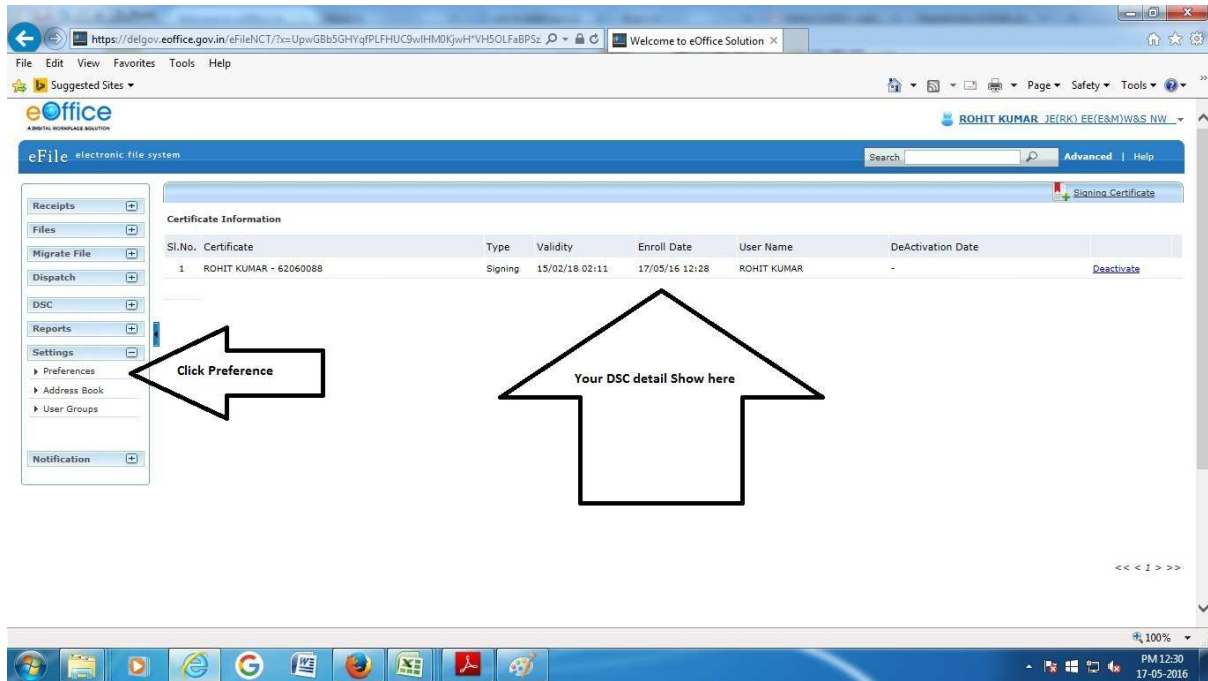 https://delgov.eoffice.gov.in/eFileNCT/?x=UpwGBb5GHYqfPLFHUC9wIHM0KjwH*VH5OLFaBPSz
Welcome to eOffice Solution ×
File Edit View Favorites Tools Help
Suggested Sites
Page Safety Tools
eOffice
A DIGITAL WORKPLACE SOLUTION
ROHIT KUMAR JE(RK) EE(E&M)W&S NW
eFile electronic file system
Search
Advanced | Help
Signing Certificate
Receipts
Files
Migrate File
Dispatch
DSC
Reports
Settings
Preferences
Address Book
User Groups
Notification
Certificate Information
Sl.No. Certificate Type Validity Enroll Date User Name DeActivation Date
1 ROHIT KUMAR - 62060088 Signing 15/02/18 02:11 17/05/16 12:28 ROHIT KUMAR - Deactivate
Click Preference
Your DSC detail Show here
<< < 1 > >>
100%
PM 12:30
17-05-2016